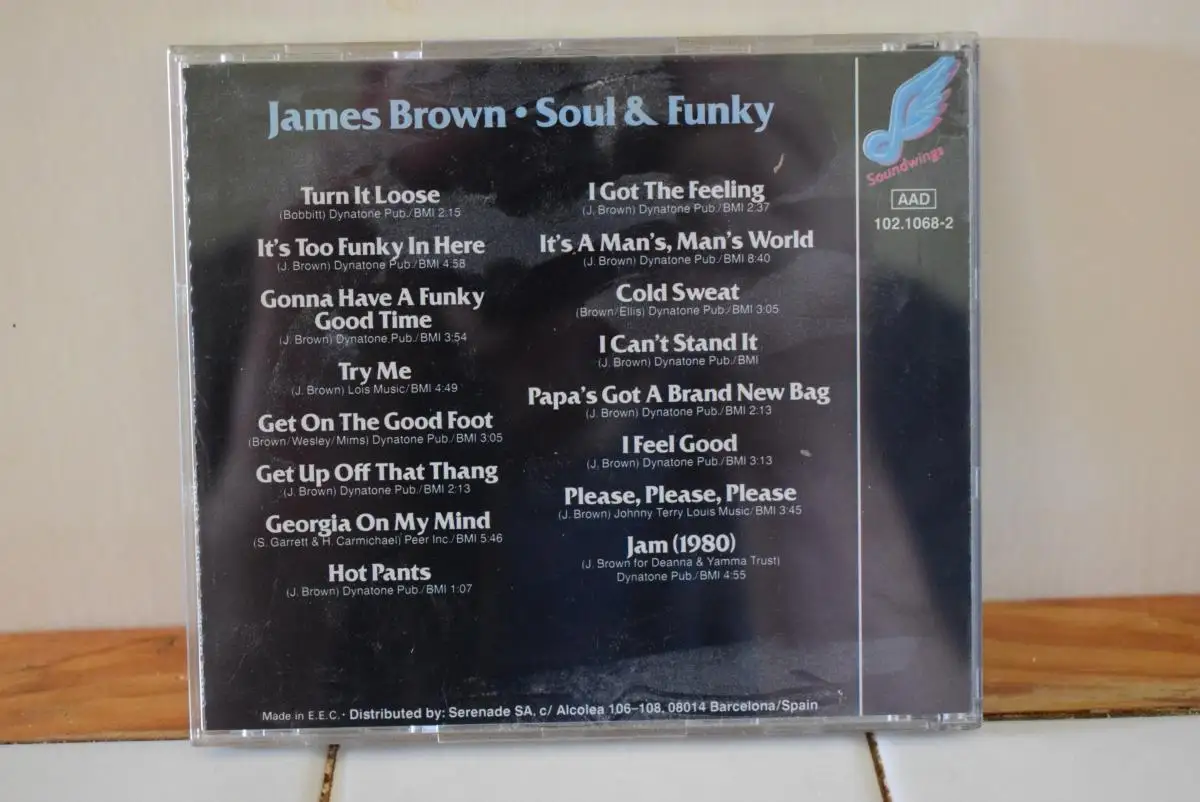 James Brown • Soul & Funky
Turn It Loose
(Bobbitt) Dynatone Pub./BMI 2:15
It's Too Funky In Here
(J. Brown) Dynatone Pub./BMI 4:58
Gonna Have A Funky
Good Time
(J. Brown) Dynatone Pub./BMI 3:54
Try Me
(J. Brown) Lois Music/BMI 4:49
Get On The Good Foot
(Brown/Wesley/Mims) Dynatone Pub./BMI 3:05
Get Up Off That Thang
(J. Brown) Dynatone Pub./BMI 2:13
Georgia On My Mind
(S. Garrett & H. Carmichael) Peer Inc./BMI 5:46
Hot Pants
(J. Brown) Dynatone Pub./BMI 1:07
I Got The Feeling
(J. Brown) Dynatone Pub./BMI 2:37
It's A Man's, Man's World
(J. Brown) Dynatone Pub./BMI 8:40
Cold Sweat
(Brown/Ellis) Dynatone Pub./BMI 3:05
I Can't Stand It
(J. Brown) Dynatone Pub./BMI
Papa's Got A Brand New Bag
(J. Brown) Dynatone Pub./BMI 2:13
I Feel Good
(J. Brown) Dynatone Pub./BMI 3:13
Please, Please, Please
(J. Brown) Johnny Terry Louis Music/BMI 3:45
Jam (1980)
(J. Brown for Deanna & Yamma Trust)
Dynatone Pub./BMI 4:55
Soundwings
AAD
102.1068-2
Made in E.E.C. • Distributed by: Serenade SA, c/ Alcolea 106-108, 08014 Barcelona/Spain